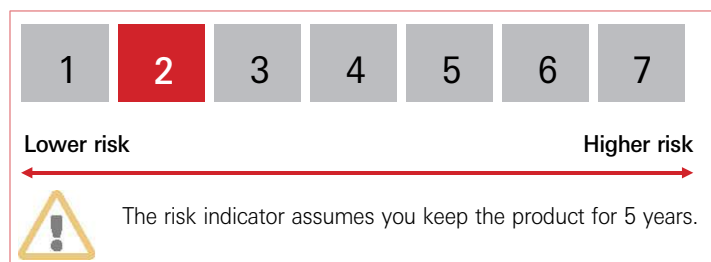 1 2 3 4 5 6 7
Lower risk Higher risk
The risk indicator assumes you keep the product for 5 years.